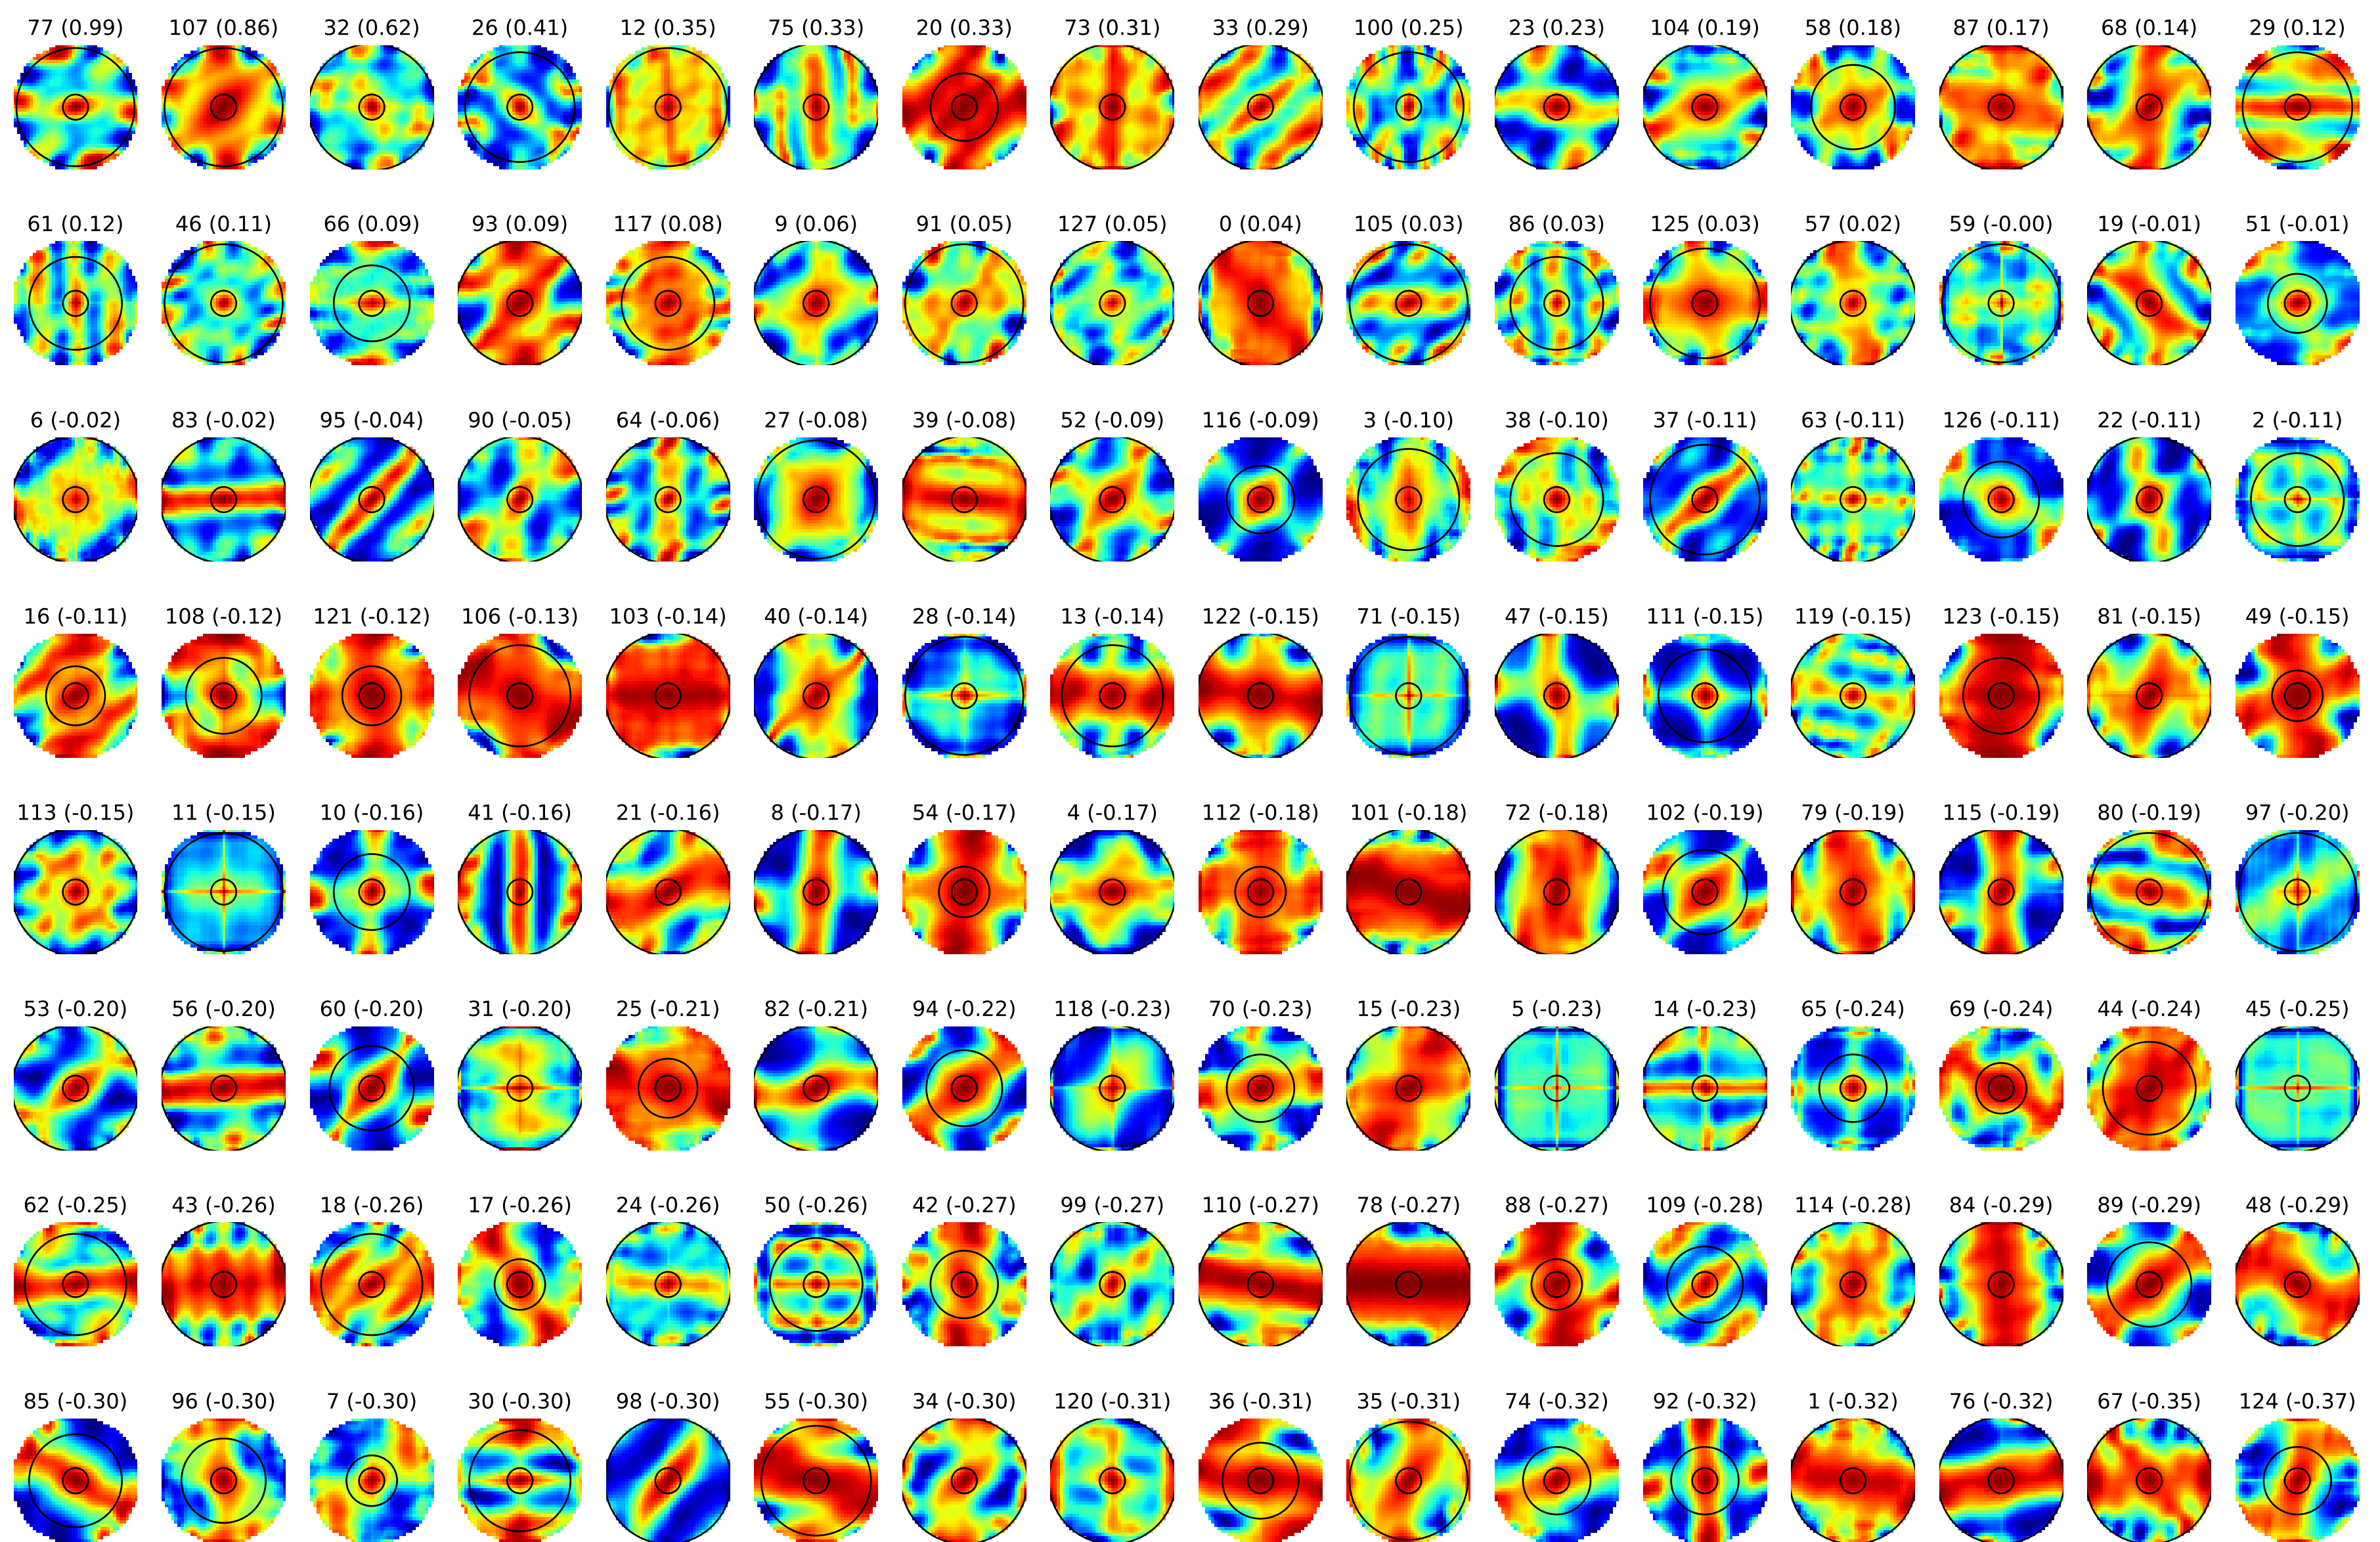 77 (0.99) 107 (0.86) 32 (0.62) 26 (0.41) 12 (0.35) 75 (0.33) 20 (0.33) 73 (0.31) 33 (0.29) 100 (0.25) 23 (0.23) 104 (0.19) 58 (0.18) 87 (0.17) 68 (0.14) 29 (0.12)
61 (0.12) 46 (0.11) 66 (0.09) 93 (0.09) 117 (0.08) 9 (0.06) 91 (0.05) 127 (0.05) 0 (0.04) 105 (0.03) 86 (0.03) 125 (0.03) 57 (0.02) 59 (-0.00) 19 (-0.01) 51 (-0.01)
6 (-0.02) 83 (-0.02) 95 (-0.04) 90 (-0.05) 64 (-0.06) 27 (-0.08) 39 (-0.08) 52 (-0.09) 116 (-0.09) 3 (-0.10) 38 (-0.10) 37 (-0.11) 63 (-0.11) 126 (-0.11) 22 (-0.11) 2 (-0.11)
16 (-0.11) 108 (-0.12) 121 (-0.12) 106 (-0.13) 103 (-0.14) 40 (-0.14) 28 (-0.14) 13 (-0.14) 122 (-0.15) 71 (-0.15) 47 (-0.15) 111 (-0.15) 119 (-0.15) 123 (-0.15) 81 (-0.15) 49 (-0.15)
113 (-0.15) 11 (-0.15) 10 (-0.16) 41 (-0.16) 21 (-0.16) 8 (-0.17) 54 (-0.17) 4 (-0.17) 112 (-0.18) 101 (-0.18) 72 (-0.18) 102 (-0.19) 79 (-0.19) 115 (-0.19) 80 (-0.19) 97 (-0.20)
53 (-0.20) 56 (-0.20) 60 (-0.20) 31 (-0.20) 25 (-0.21) 82 (-0.21) 94 (-0.22) 118 (-0.23) 70 (-0.23) 15 (-0.23) 5 (-0.23) 14 (-0.23) 65 (-0.24) 69 (-0.24) 44 (-0.24) 45 (-0.25)
62 (-0.25) 43 (-0.26) 18 (-0.26) 17 (-0.26) 24 (-0.26) 50 (-0.26) 42 (-0.27) 99 (-0.27) 110 (-0.27) 78 (-0.27) 88 (-0.27) 109 (-0.28) 114 (-0.28) 84 (-0.29) 89 (-0.29) 48 (-0.29)
85 (-0.30) 96 (-0.30) 7 (-0.30) 30 (-0.30) 98 (-0.30) 55 (-0.30) 34 (-0.30) 120 (-0.31) 36 (-0.31) 35 (-0.31) 74 (-0.32) 92 (-0.32) 1 (-0.32) 76 (-0.32) 67 (-0.35) 124 (-0.37)